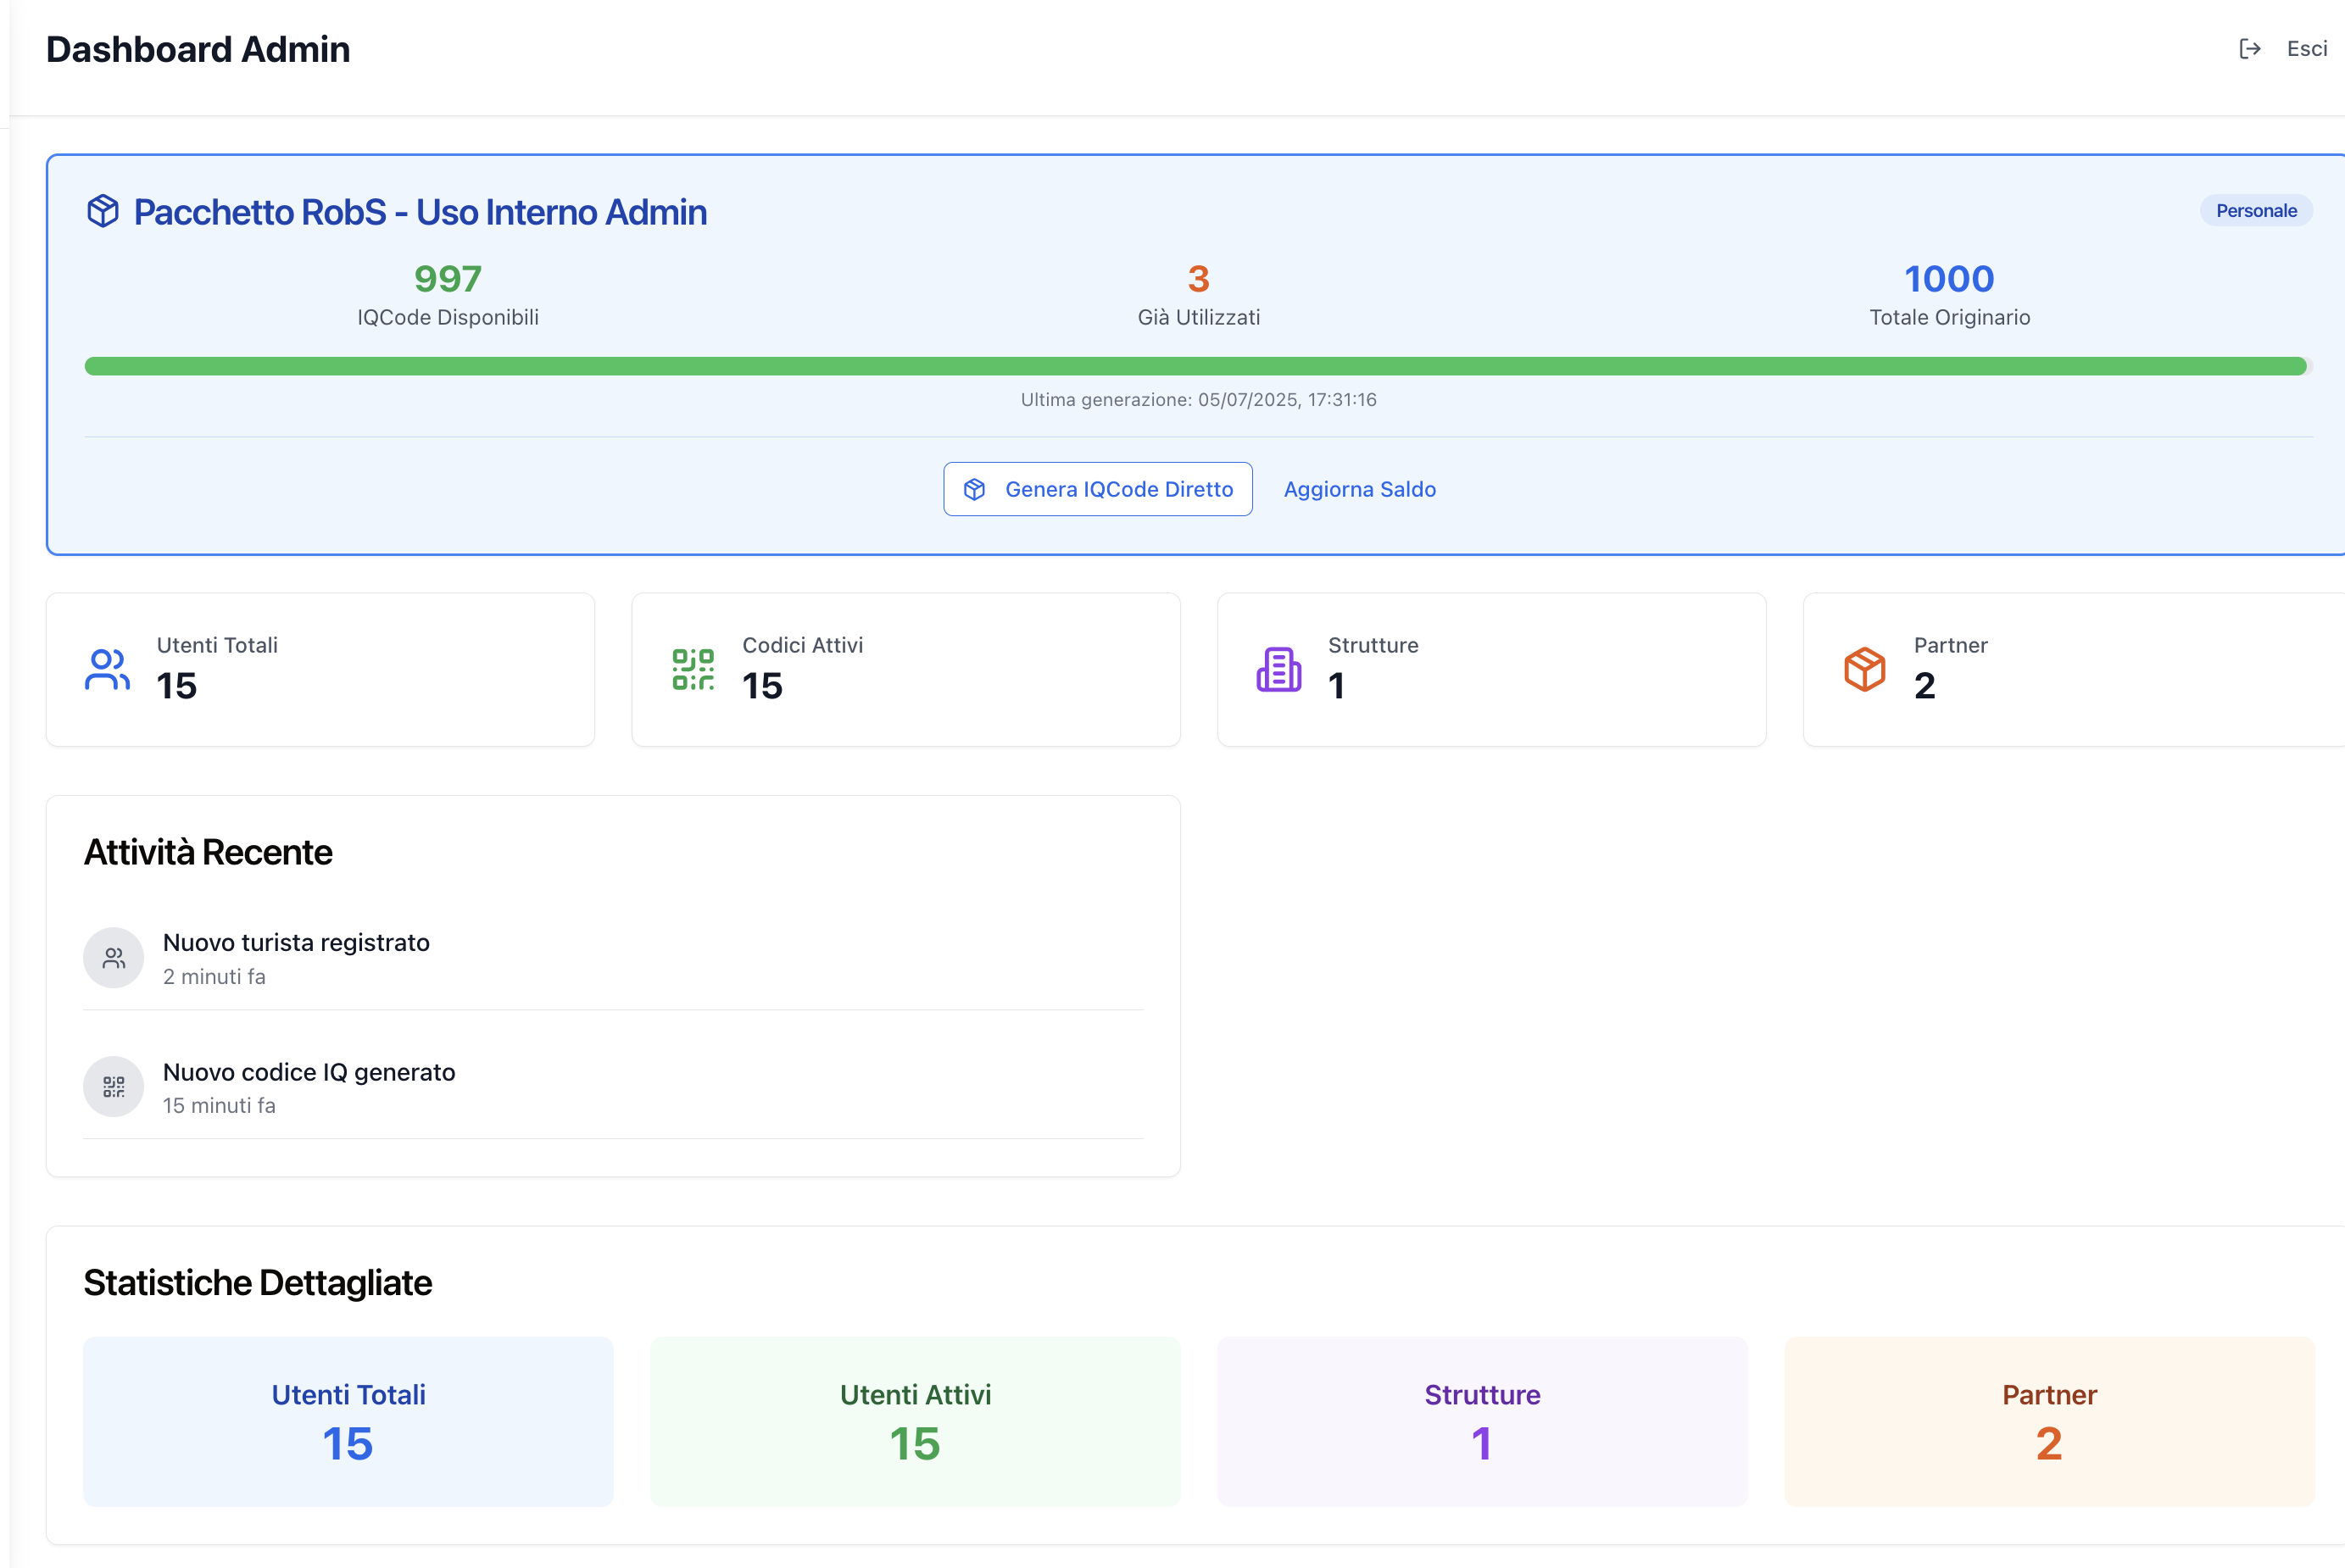 Dashboard Admin
Esci
Pacchetto RobS - Uso Interno Admin
Personale
997
3
1000
IQCode Disponibili
Già Utilizzati
Totale Originario
Ultima generazione: 05/07/2025, 17:31:16
Genera IQCode Diretto
Aggiorna Saldo
Utenti Totali
15
Codici Attivi
15
Strutture
1
Partner
2
Attività Recente
Nuovo turista registrato
2 minuti fa
Nuovo codice IQ generato
15 minuti fa
Statistiche Dettagliate
Utenti Totali
15
Utenti Attivi
15
Strutture
1
Partner
2